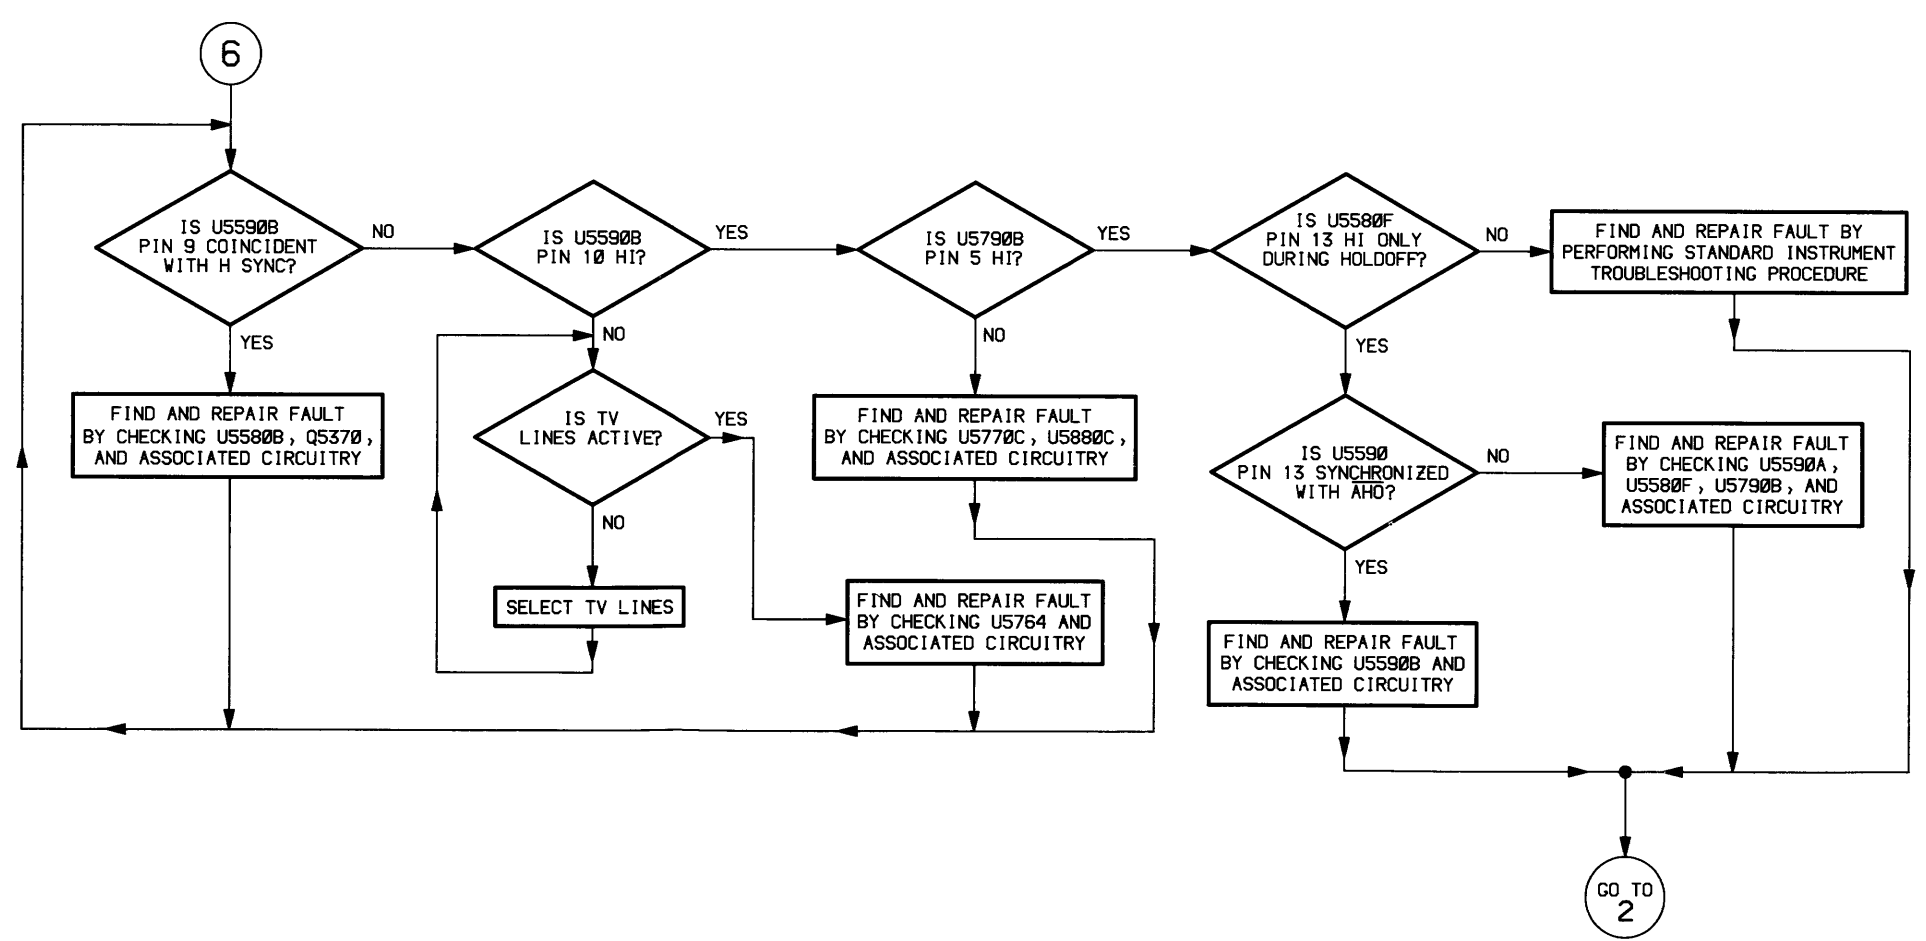 6
IS U5590B
PIN 9 COINCIDENT
WITH H SYNC?
NO
YES
FIND AND REPAIR FAULT
BY CHECKING U5580B, Q5370,
AND ASSOCIATED CIRCUITRY
IS U5590B
PIN 10 HI?
YES
NO
IS TV
LINES ACTIVE?
YES
NO
SELECT TV LINES
FIND AND REPAIR FAULT
BY CHECKING U5764 AND
ASSOCIATED CIRCUITRY
IS U5790B
PIN 5 HI?
YES
NO
FIND AND REPAIR FAULT
BY CHECKING U5770C, U5880C,
AND ASSOCIATED CIRCUITRY
IS U5580F
PIN 13 HI ONLY
DURING HOLDOFF?
NO
YES
FIND AND REPAIR FAULT BY
PERFORMING STANDARD INSTRUMENT
TROUBLESHOOTING PROCEDURE
IS U5590
PIN 13 SYNCHRONIZED
WITH AHO?
NO
YES
FIND AND REPAIR FAULT
BY CHECKING U5590A,
U5580F, U5790B, AND
ASSOCIATED CIRCUITRY
FIND AND REPAIR FAULT
BY CHECKING U5590B AND
ASSOCIATED CIRCUITRY
GO TO
2